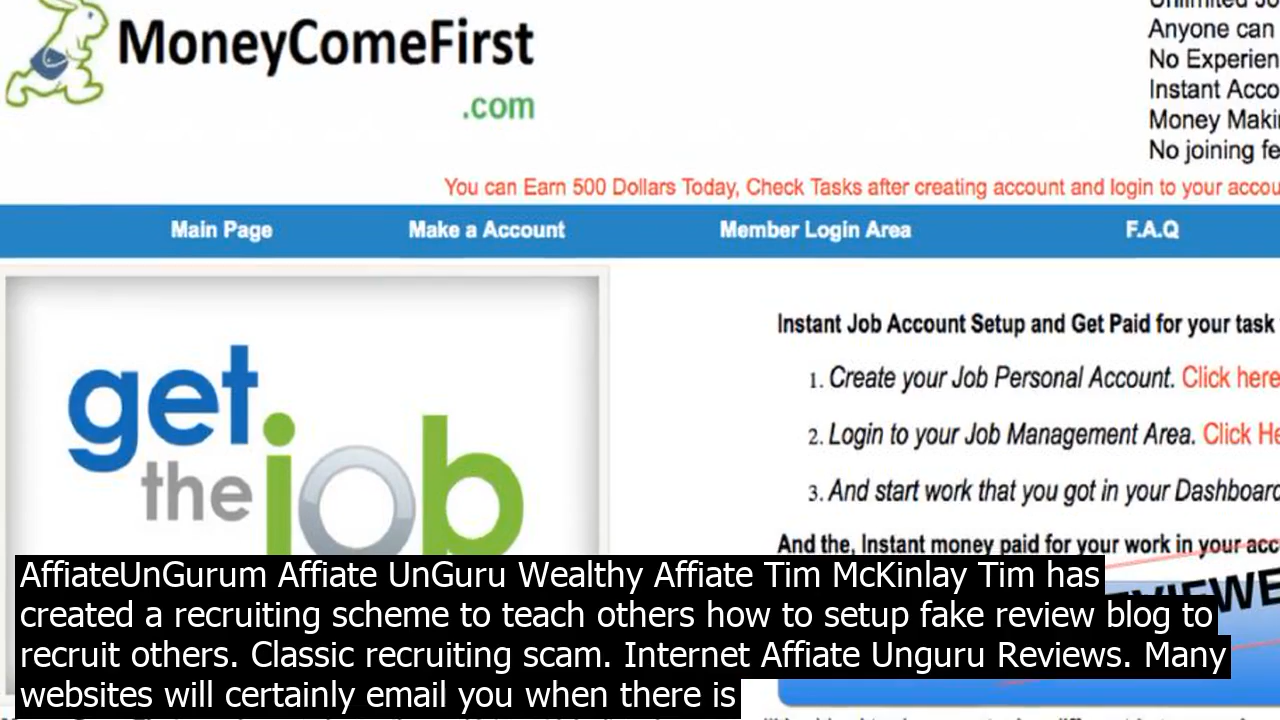 MoneyComeFirst
.com
Anyone can
No Experien
Instant Acco
Money Maki
No joining fe
You can Earn 500 Dollars Today, Check Tasks after creating account and login to your accou
Main Page Make a Account Member Login Area F.A.Q
get
the job
Instant Job Account Setup and Get Paid for your task
1. Create your Job Personal Account. Click here
2. Login to your Job Management Area. Click He
3. And start work that you got in your Dashboard
And the, Instant money paid for your work in your acc
AffiateUnGurum Affiate UnGuru Wealthy Affiate Tim McKinlay Tim has
created a recruiting scheme to teach others how to setup fake review blog to
recruit others. Classic recruiting scam. Internet Affiate Unguru Reviews. Many
websites will certainly email you when there is